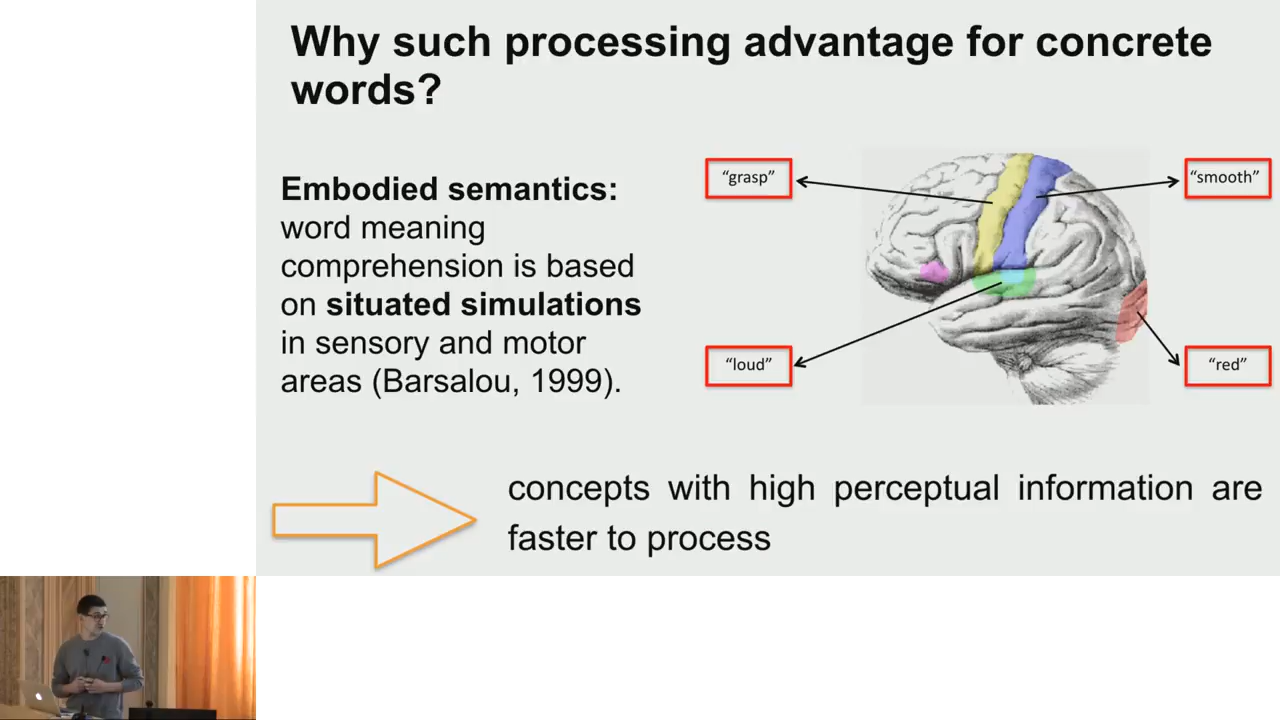 Why such processing advantage for concrete
words?
Embodied semantics:
word meaning
comprehension is based
on situated simulations
in sensory and motor
areas (Barsalou, 1999).
“grasp”
“smooth”
“loud”
“red”
concepts with high perceptual information are
faster to process